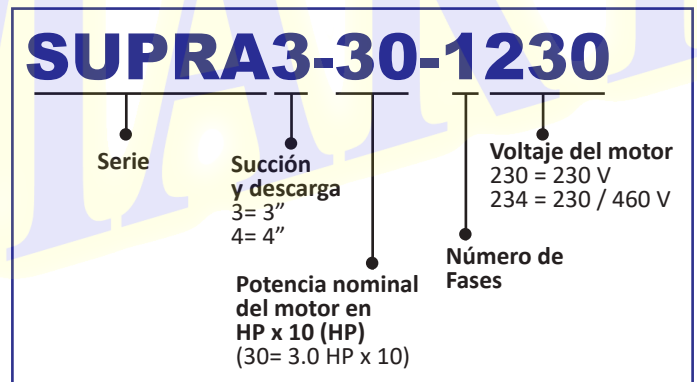 SUPRA3-30-1230
Serie
Succión
y descarga
3= 3”
4= 4”
Potencia nominal
del motor en
HP x 10 (HP)
(30= 3.0 HP x 10)
Número de
Fases
Voltaje del motor
230 = 230 V
234 = 230 / 460 V